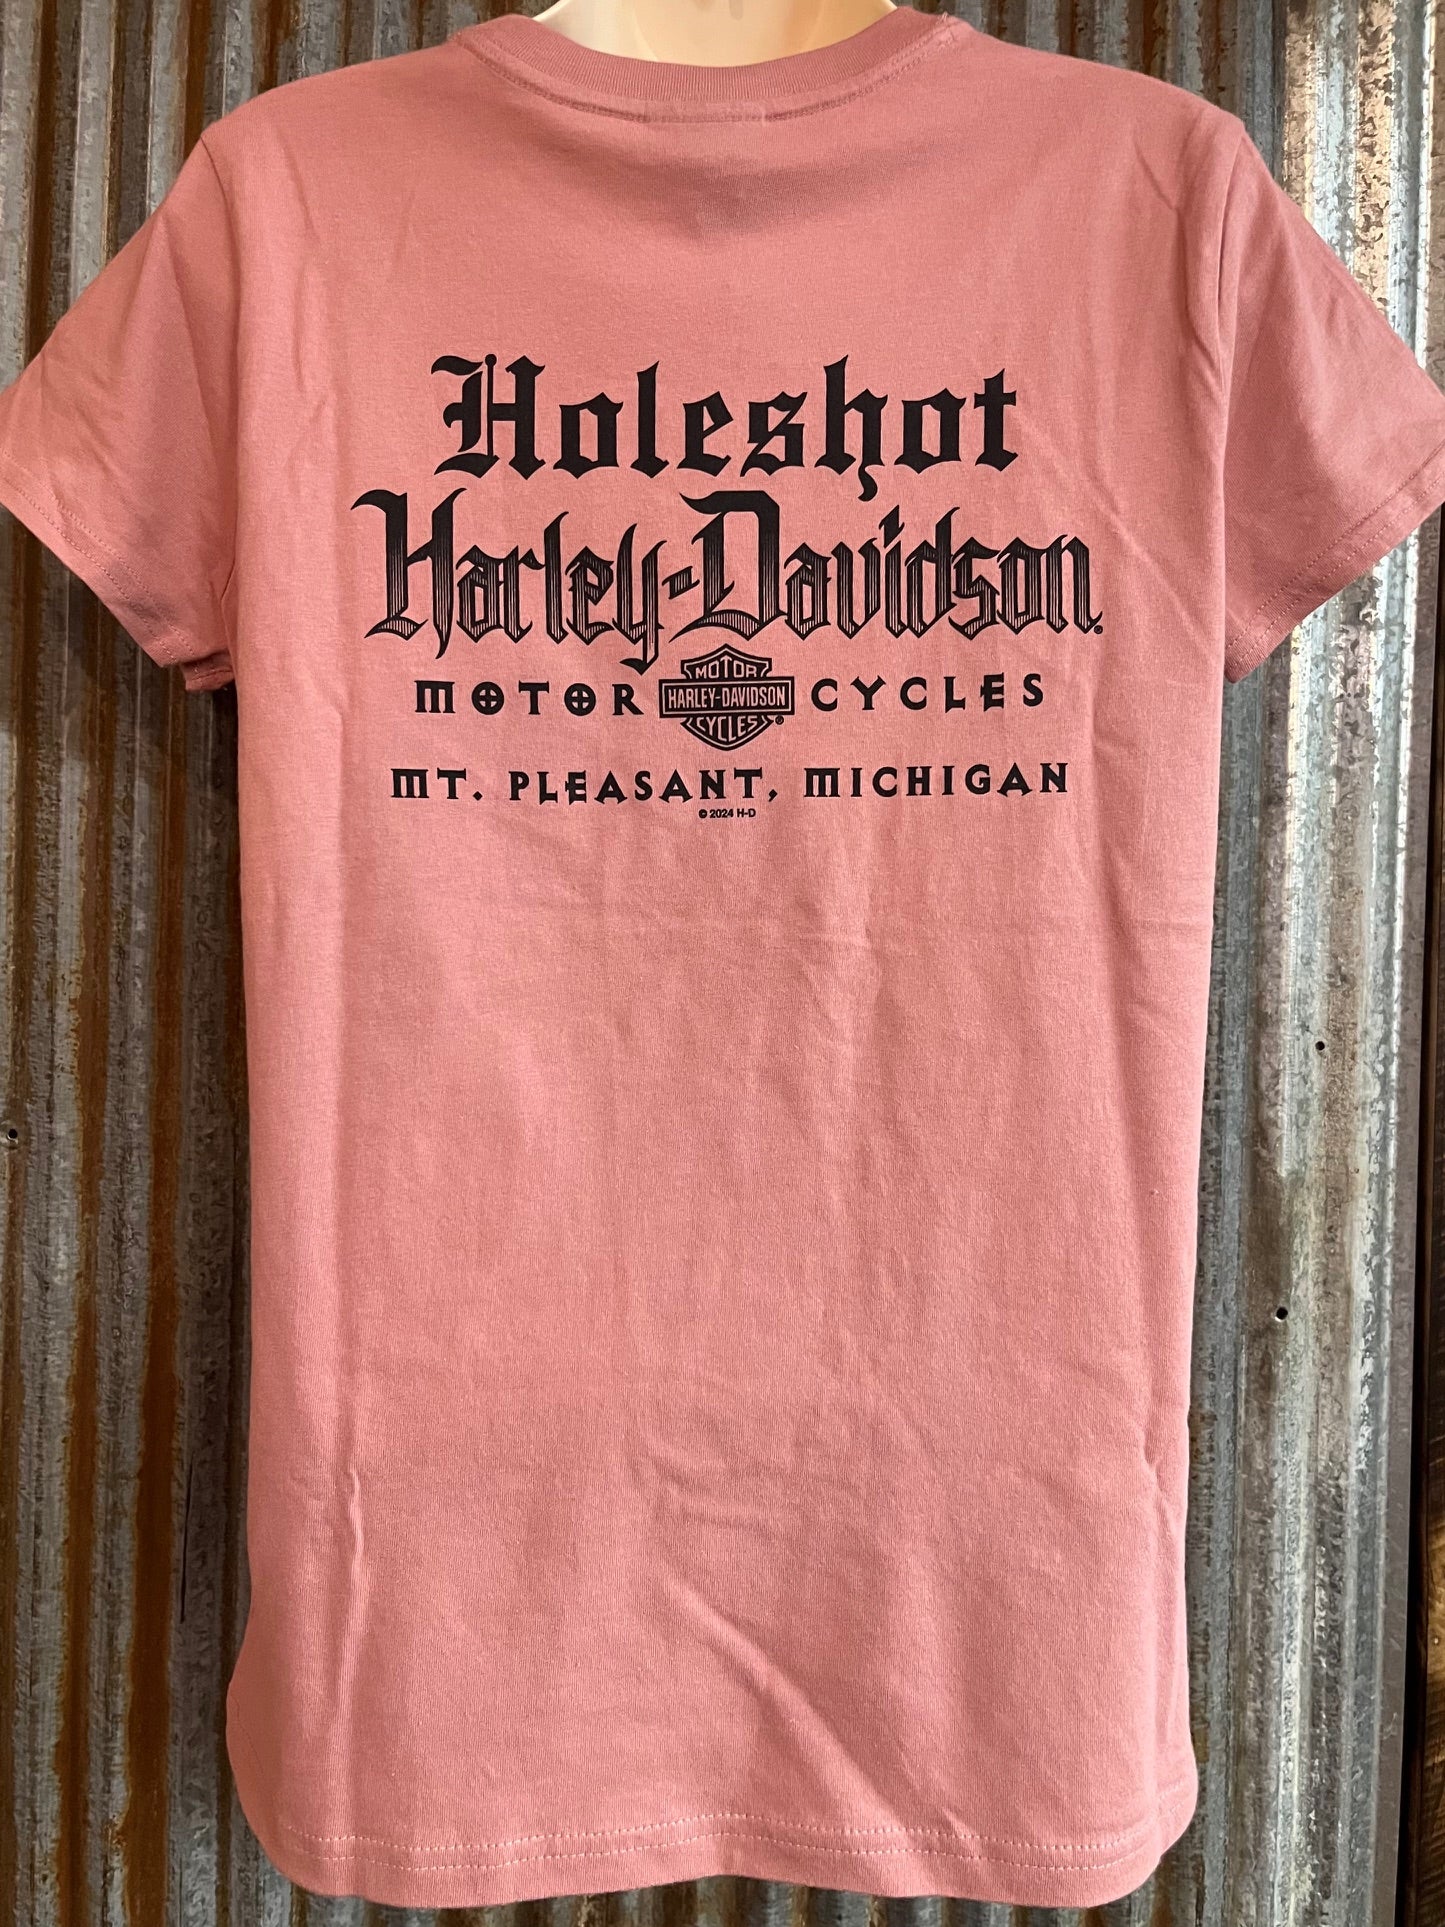 Holeshot
Harley-Davidson®
MOTOR
MOTOR
HARLEY-DAVIDSON
CYCLES®
CYCLES
MT. PLEASANT, MICHIGAN
© 2024 H-D